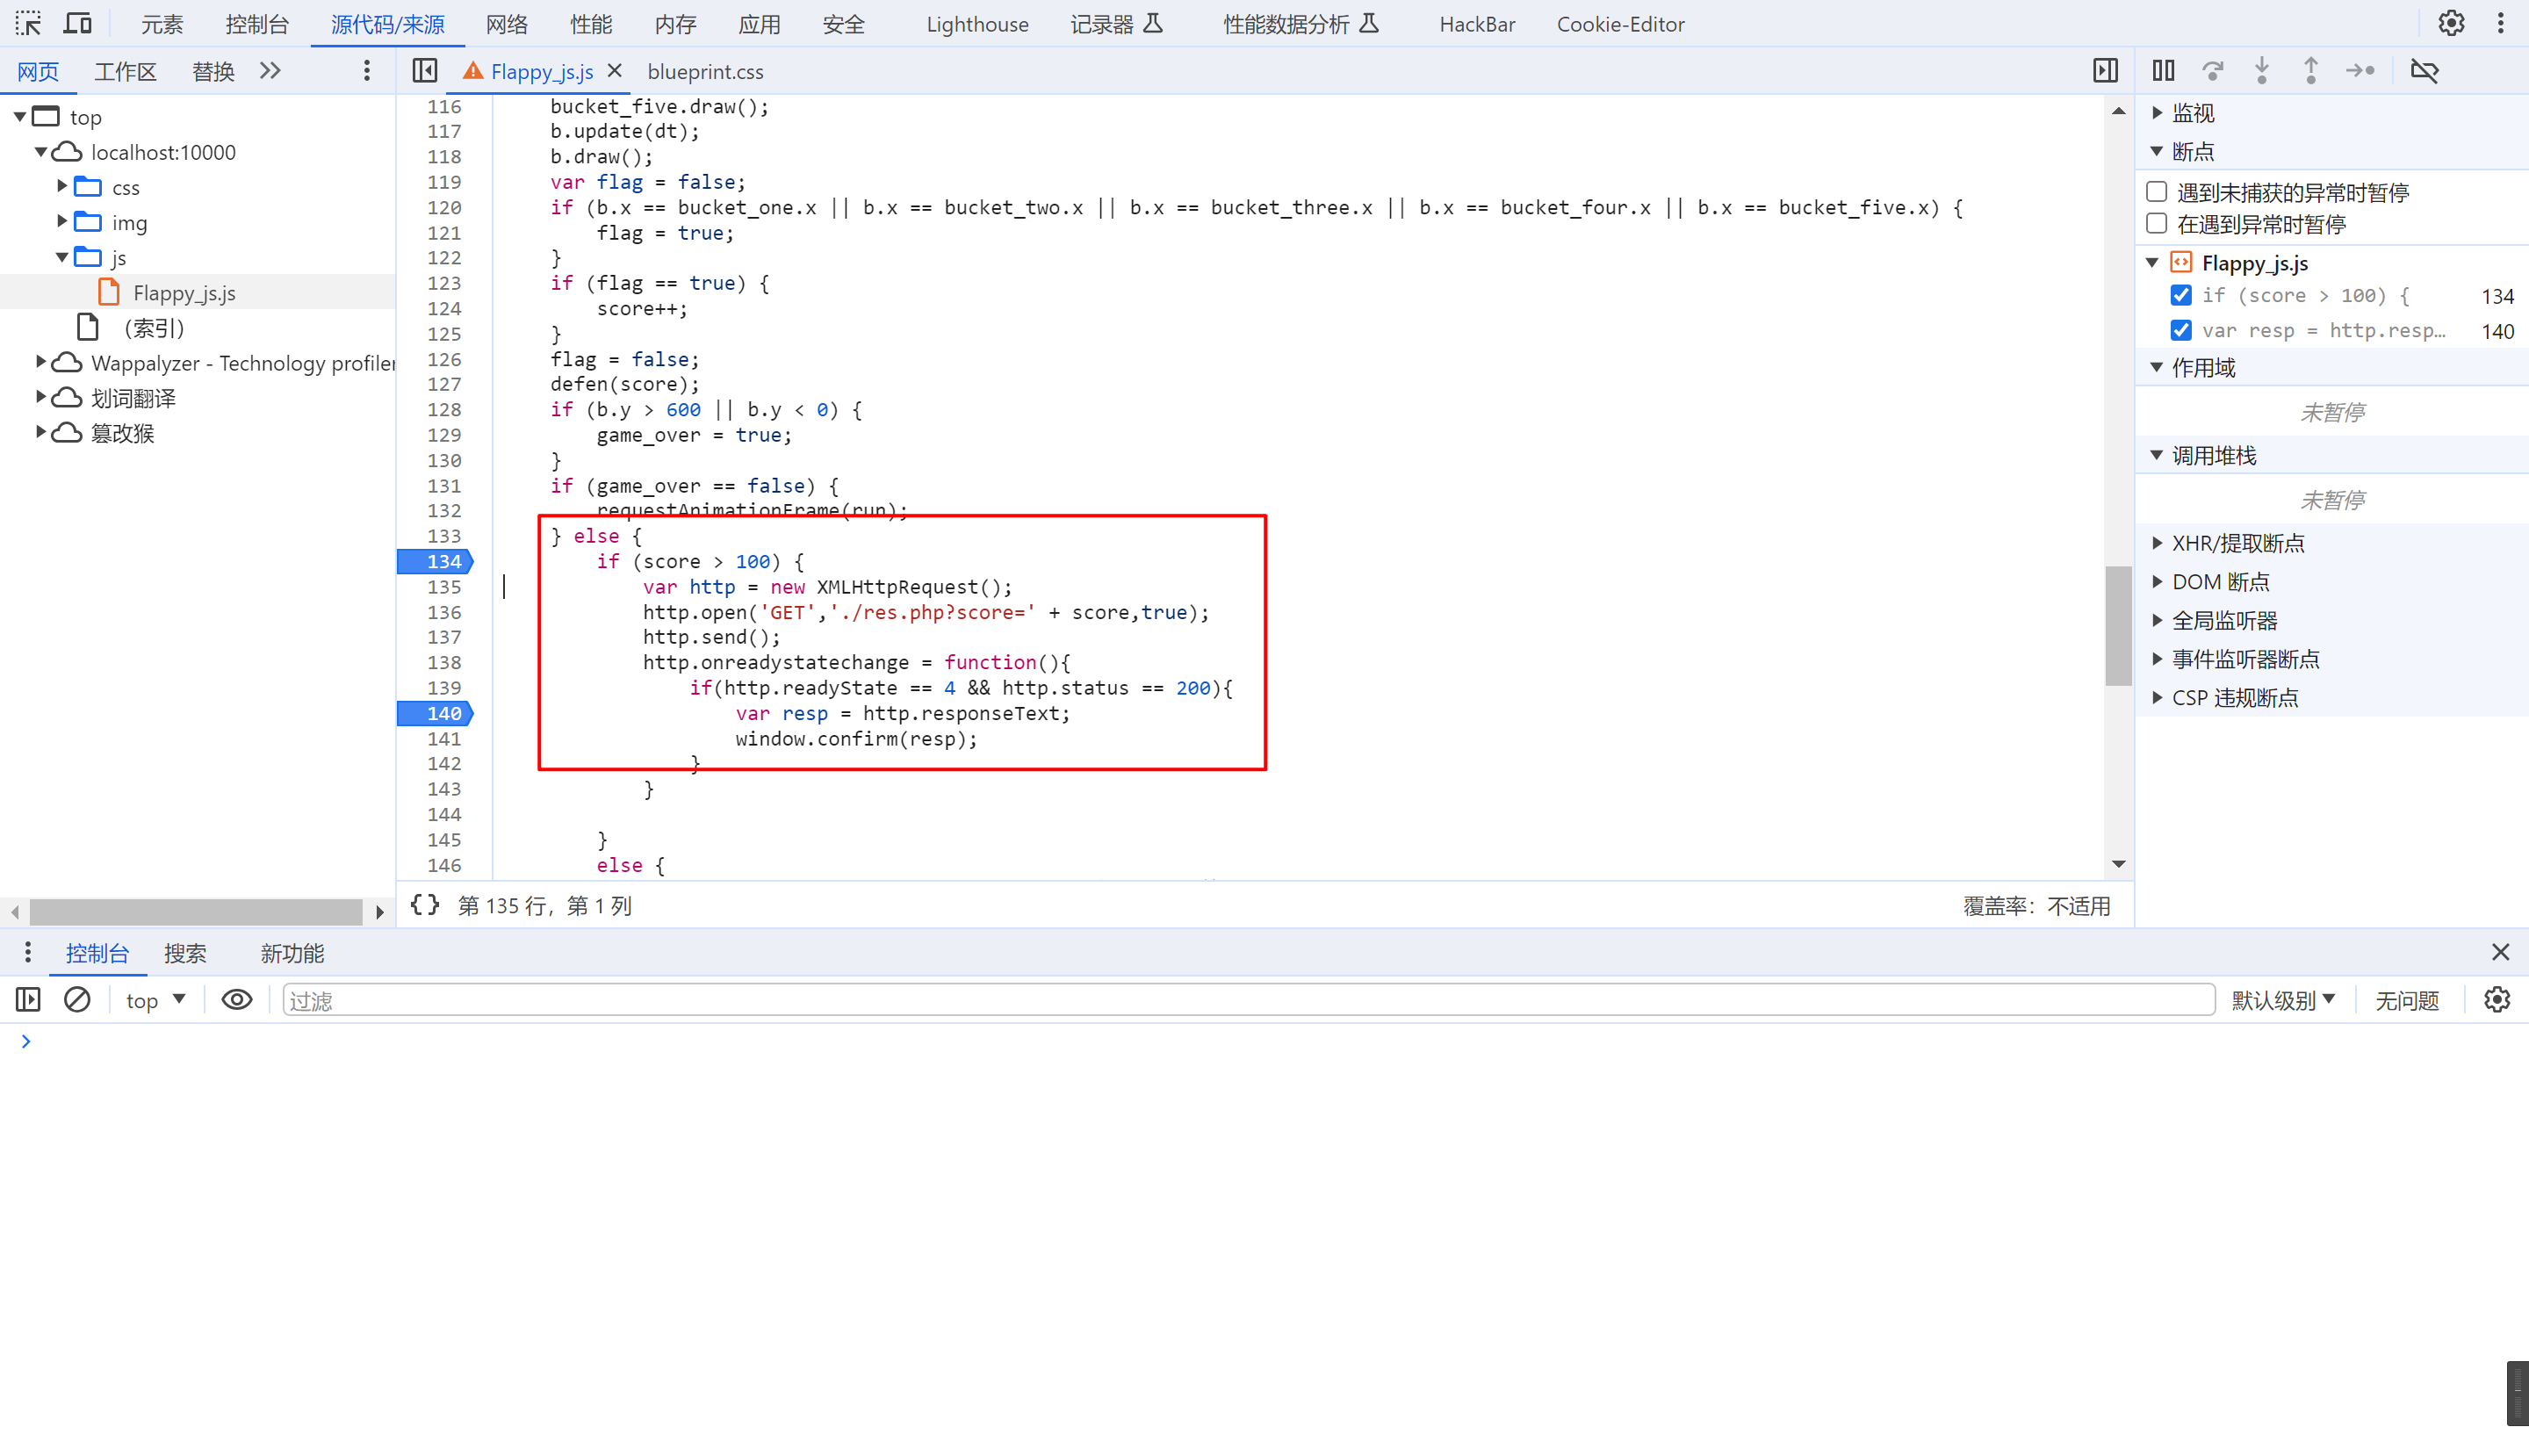 元素 控制台 源代码/来源 网络 性能 内存 应用 安全 Lighthouse 记录器 性能数据分析 HackBar Cookie-Editor
网页 工作区 替换
Flappy_js.js blueprint.css
top
localhost:10000
css
img
js
Flappy_js.js
（索引）
Wappalyzer - Technology profiler
划词翻译
篡改猴
116 bucket_five.draw();
117 b.update(dt);
118 b.draw();
119 var flag = false;
120 if (b.x == bucket_one.x || b.x == bucket_two.x || b.x == bucket_three.x || b.x == bucket_four.x || b.x == bucket_five.x) {
121 flag = true;
122 }
123 if (flag == true) {
124 score++;
125 }
126 flag = false;
127 defen(score);
128 if (b.y > 600 || b.y < 0) {
129 game_over = true;
130 }
131 if (game_over == false) {
132 requestAnimationFrame(run);
133 } else {
134 if (score > 100) {
135 var http = new XMLHttpRequest();
136 http.open('GET','./res.php?score=' + score,true);
137 http.send();
138 http.onreadystatechange = function(){
139 if(http.readyState == 4 && http.status == 200){
140 var resp = http.responseText;
141 window.confirm(resp);
142 }
143 }
144
145 }
146 else {
{} 第 135 行，第 1 列 覆盖率：不适用
监视
断点
遇到未捕获的异常时暂停
在遇到异常时暂停
Flappy_js.js
if (score > 100) { 134
var resp = http.resp… 140
作用域
未暂停
调用堆栈
未暂停
XHR/提取断点
DOM 断点
全局监听器
事件监听器断点
CSP 违规断点
控制台 搜索 新功能
top 过滤 默认级别 无问题